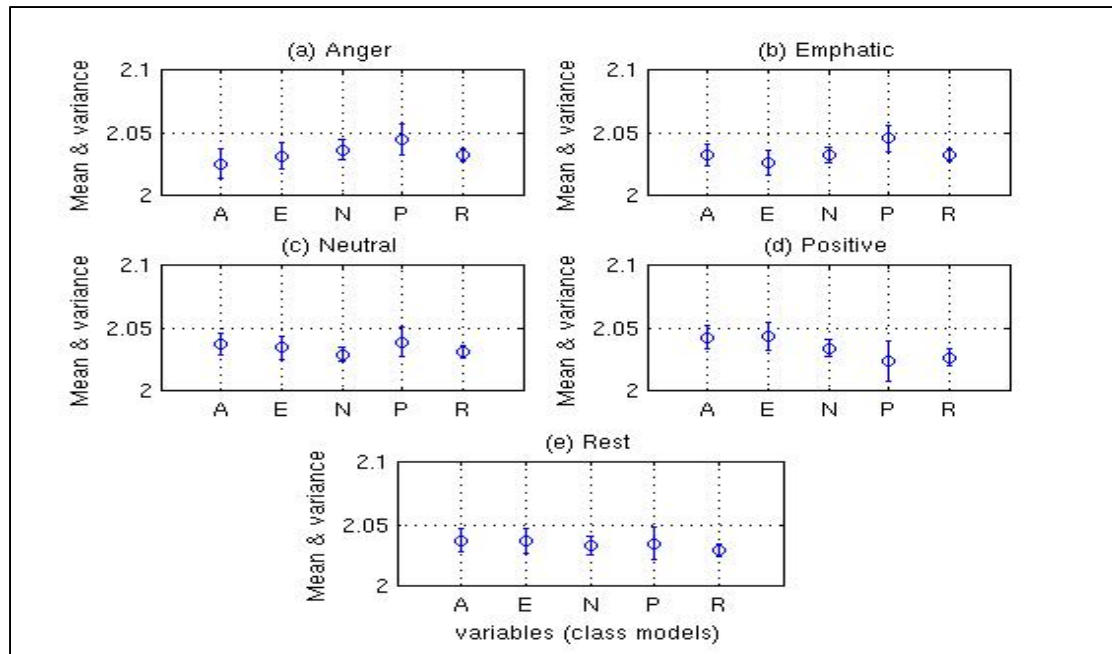 (a) Anger
Mean & variance
2.1
2.05
2
A E N P R
(b) Emphatic
Mean & variance
2.1
2.05
2
A E N P R
(c) Neutral
Mean & variance
2.1
2.05
2
A E N P R
(d) Positive
Mean & variance
2.1
2.05
2
A E N P R
(e) Rest
Mean & variance
2.1
2.05
2
A E N P R
variables (class models)